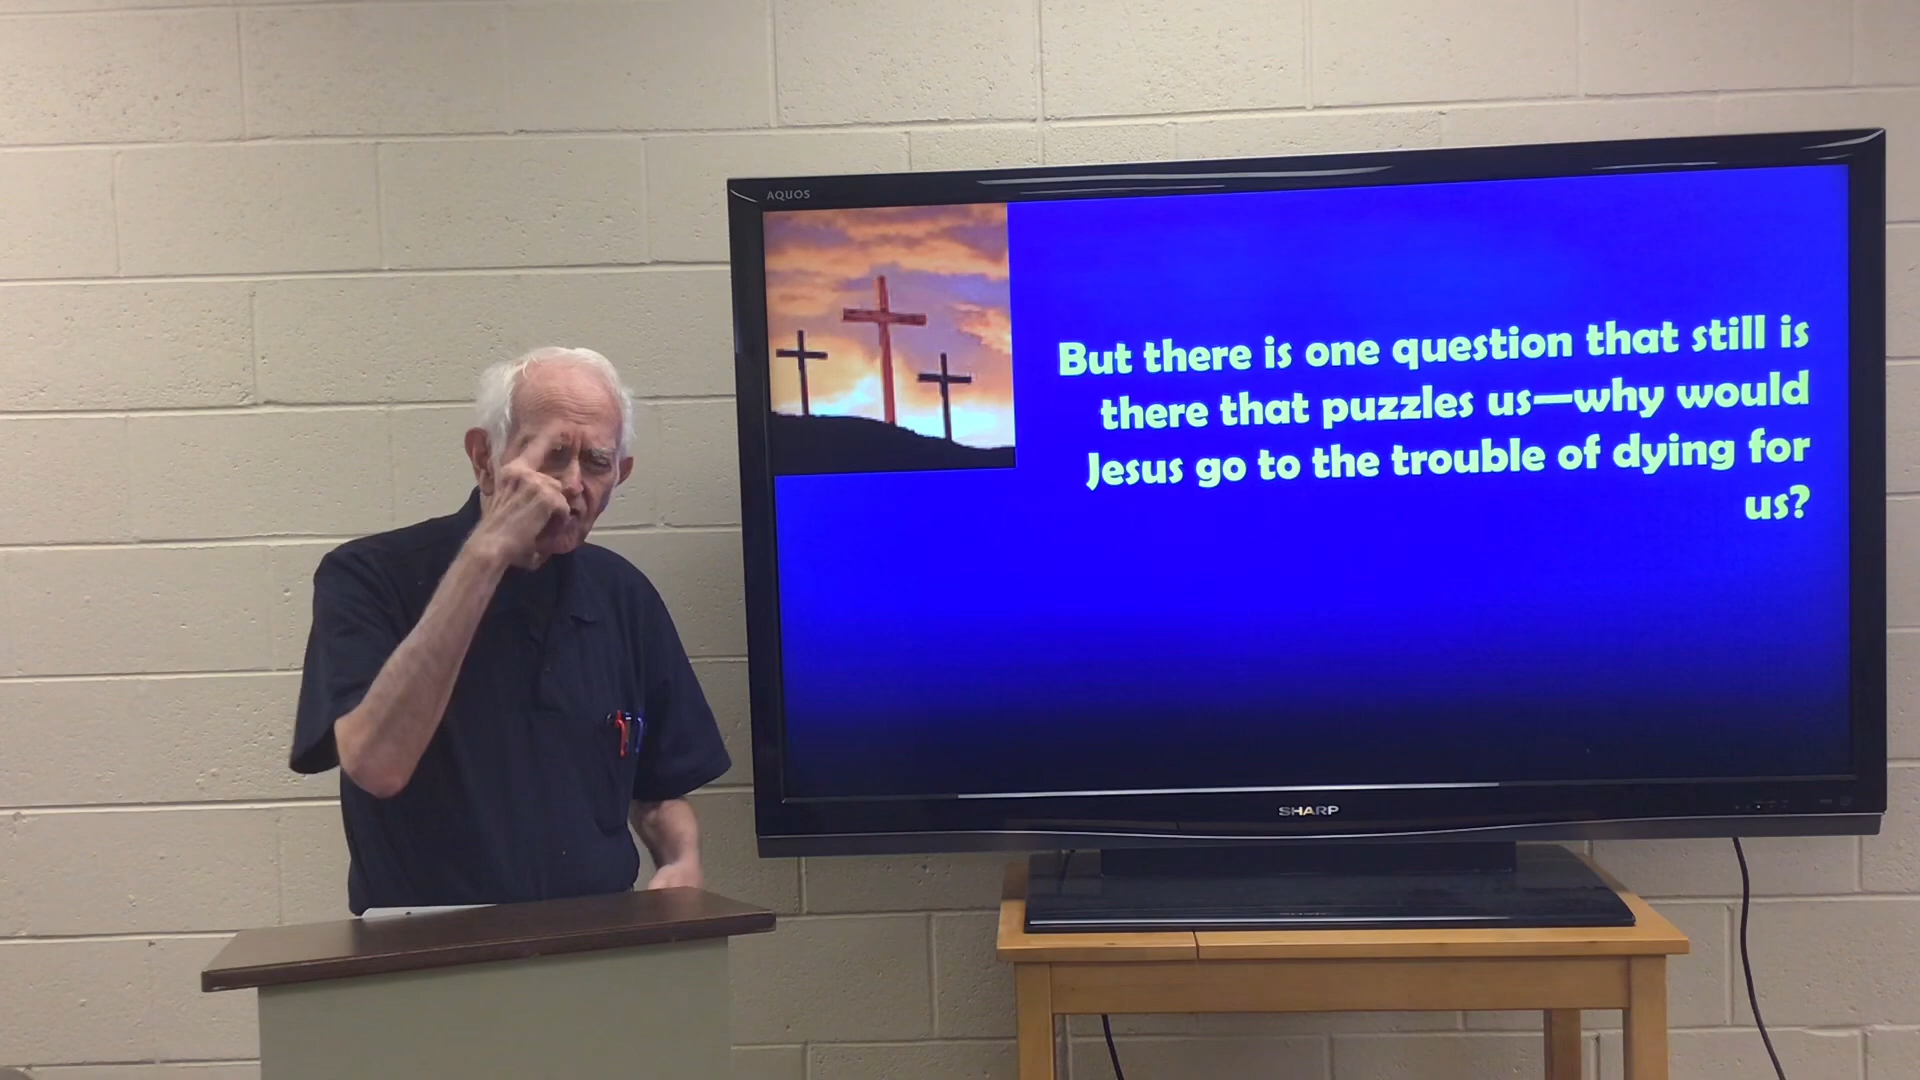 AQUOS
But there is one question that still is
there that puzzles us—why would
Jesus go to the trouble of dying for
us?
SHARP